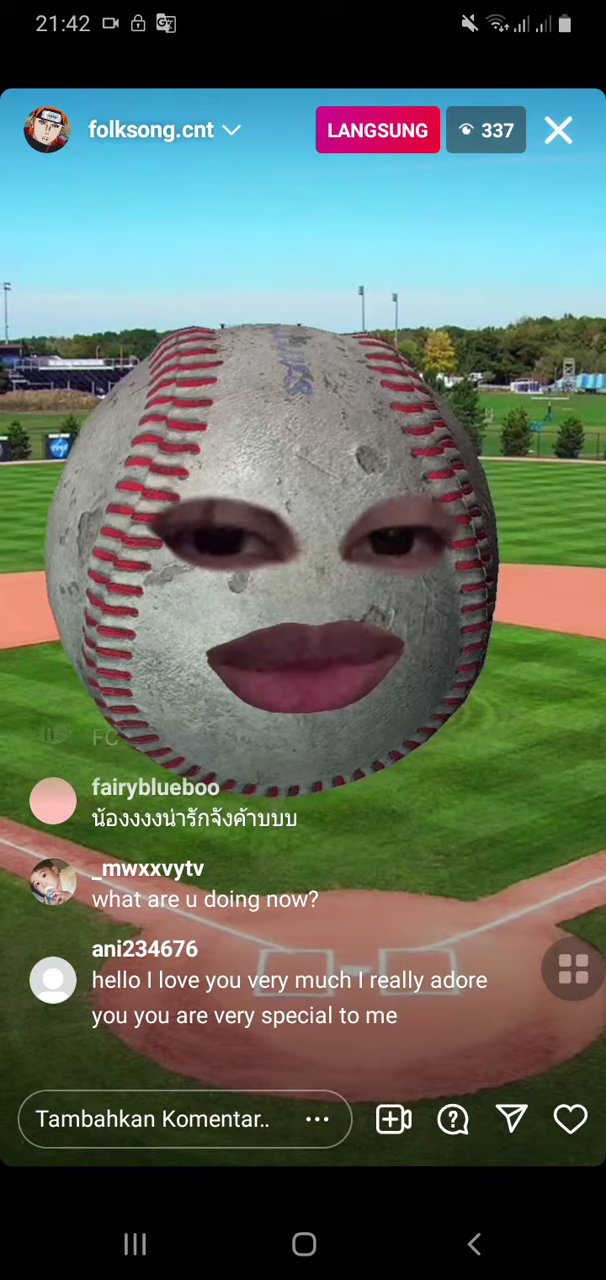 21:42
folksong.cnt
LANGSUNG
337
FC
fairyblueboo
น้องงงงน่ารักจังค้าบบบ
_mwxxvytv
what are u doing now?
ani234676
hello I love you very much I really adore
you you are very special to me
Tambahkan Komentar..